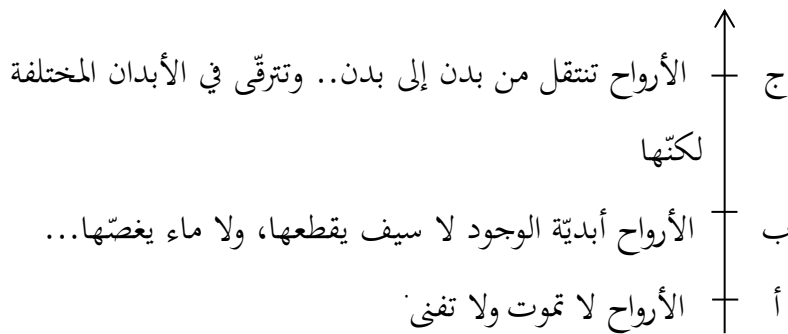 ج الأرواح تنتقل من بدن إلى بدن.. وتترقّى في الأبدان المختلفة
لكنّها
ب الأرواح أبديّة الوجود لا سيف يقطعها، ولا ماء يغصّها...
أ الأرواح لا تموت ولا تفنى.